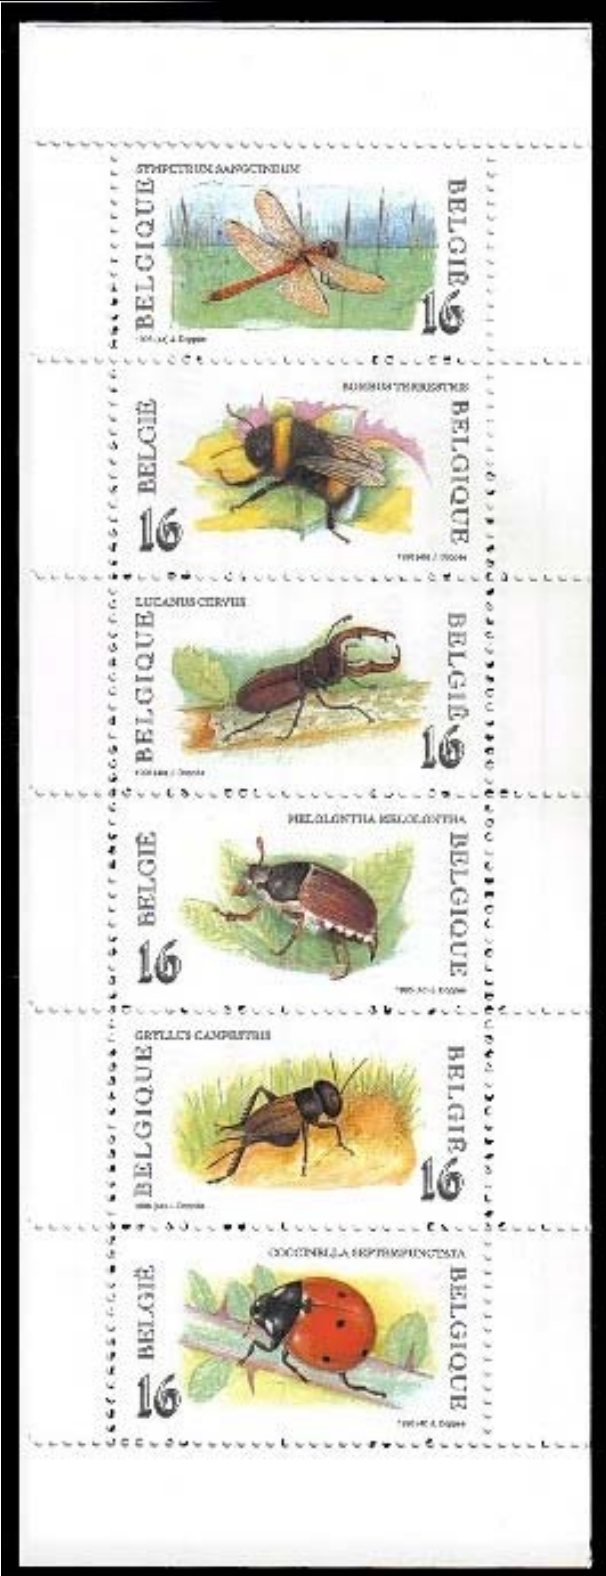 SYMPETRUM SANGUINEUM
BELGIQUE
BELGIË
16
BOMBUS TERRESTRIS
BELGIË
BELGIQUE
16
LUCANUS CERVUS
BELGIQUE
BELGIË
16
MELOLONTHA MELOLONTHA
BELGIË
BELGIQUE
16
GRYLLUS CAMPESTRIS
BELGIQUE
BELGIË
16
COCCINELLA SEPTEMPUNCTATA
BELGIË
BELGIQUE
16